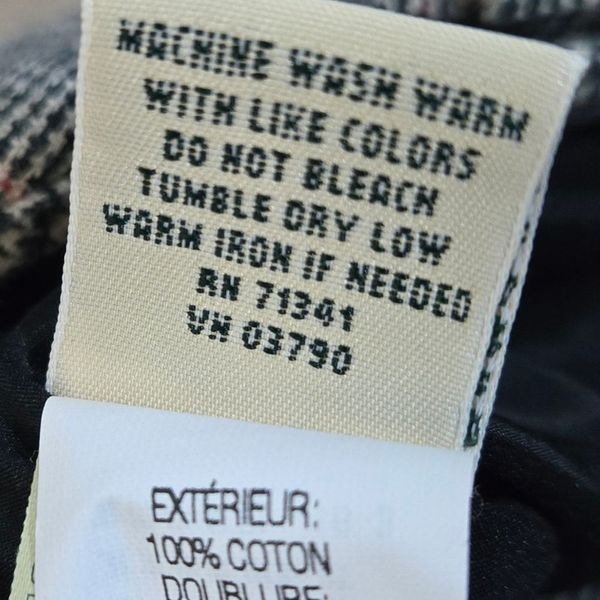 MACHINE WASH WARM
WITH LIKE COLORS
DO NOT BLEACH
TUMBLE DRY LOW
WARM IRON IF NEEDED
RN 71341
VN 03790
EXTÉRIEUR:
100% COTON
DOUBLURE: